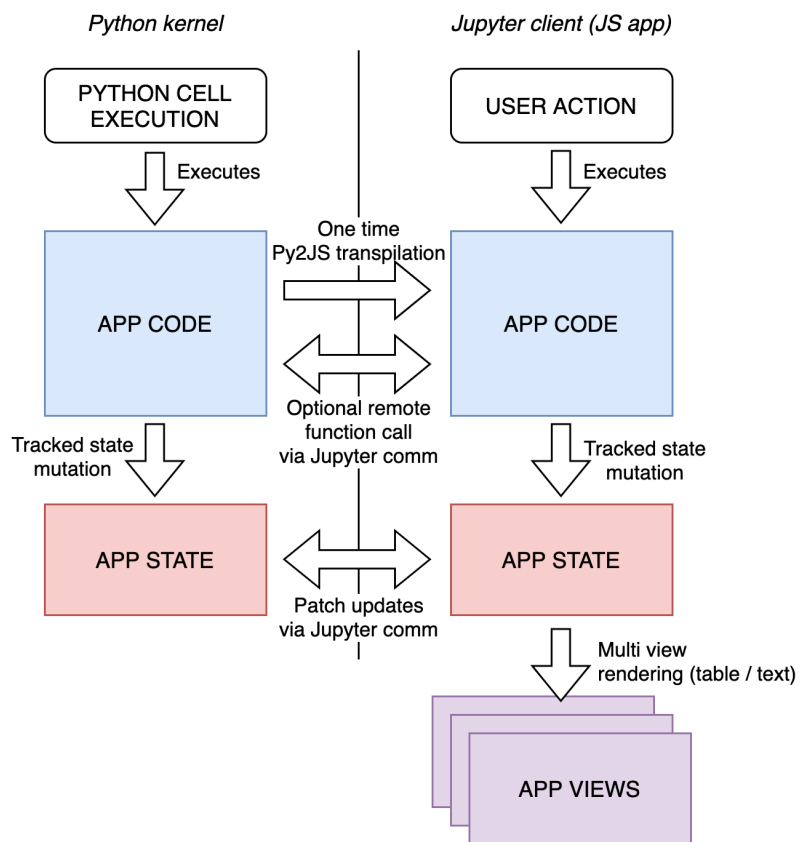 Python kernel
Jupyter client (JS app)
PYTHON CELL
EXECUTION
USER ACTION
Executes
Executes
One time
Py2JS transpilation
APP CODE
APP CODE
Optional remote
function call
via Jupyter comm
Tracked state
mutation
Tracked state
mutation
APP STATE
APP STATE
Patch updates
via Jupyter comm
Multi view
rendering (table / text)
APP VIEWS